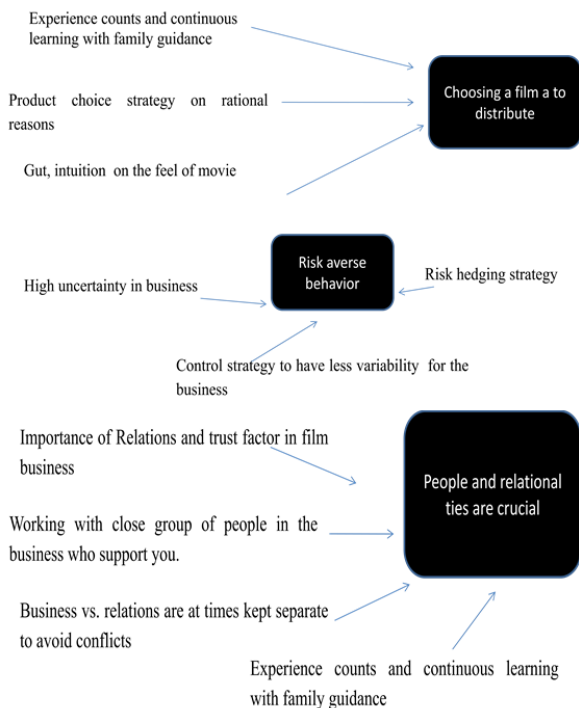 Experience counts and continuous
learning with family guidance
Choosing a film a to
distribute
Product choice strategy on rational
reasons
Gut, intuition on the feel of movie
Risk averse
behavior
High uncertainty in business
Risk hedging strategy
Control strategy to have less variability for the
business
Importance of Relations and trust factor in film
business
People and relational
ties are crucial
Working with close group of people in the
business who support you.
Business vs. relations are at times kept separate
to avoid conflicts
Experience counts and continuous learning
with family guidance